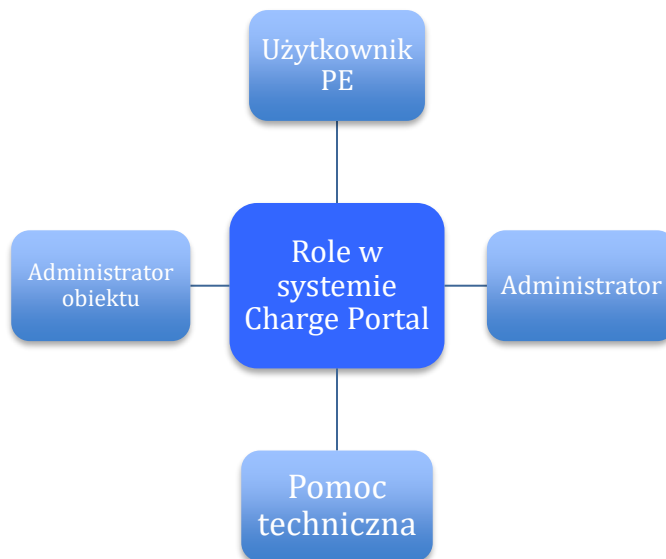 Użytkownik
PE
Administrator
obiektu
Role w
systemie
Charge Portal
Administrator
Pomoc
techniczna